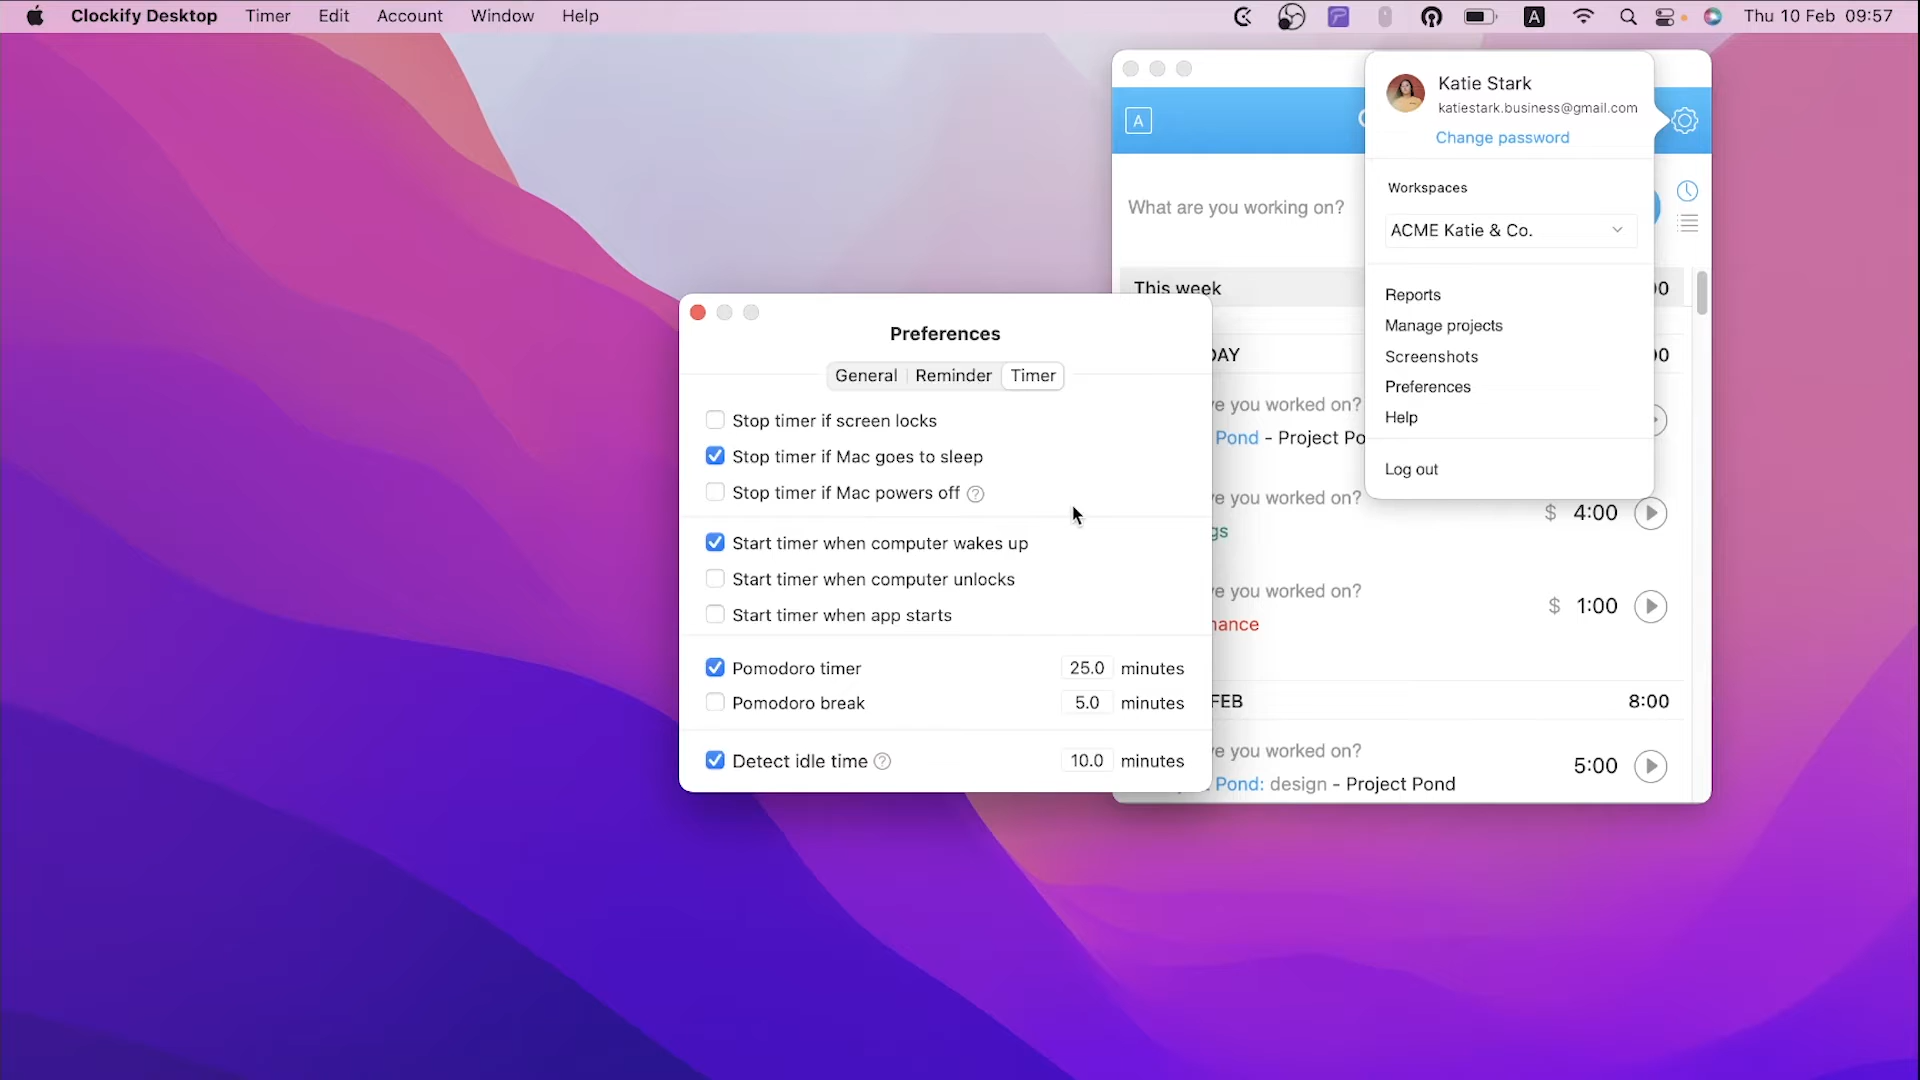 Clockify Desktop Timer Edit Account Window Help
A
Thu 10 Feb 09:57
Katie Stark
katiestark.business@gmail.com
Change password
Workspaces
ACME Katie & Co.
Reports
Manage projects
Screenshots
Preferences
Help
Log out
A
What are you working on?
This week
Preferences
General Reminder Timer
Stop timer if screen locks
Stop timer if Mac goes to sleep
Stop timer if Mac powers off ?
Start timer when computer wakes up
Start timer when computer unlocks
Start timer when app starts
Pomodoro timer 25.0 minutes
Pomodoro break 5.0 minutes
Detect idle time ? 10.0 minutes
you worked on?
Pond - Project
you worked on?
$ 4:00
you worked on?
$ 1:00
FEB 8:00
you worked on?
5:00
Pond: design - Project Pond